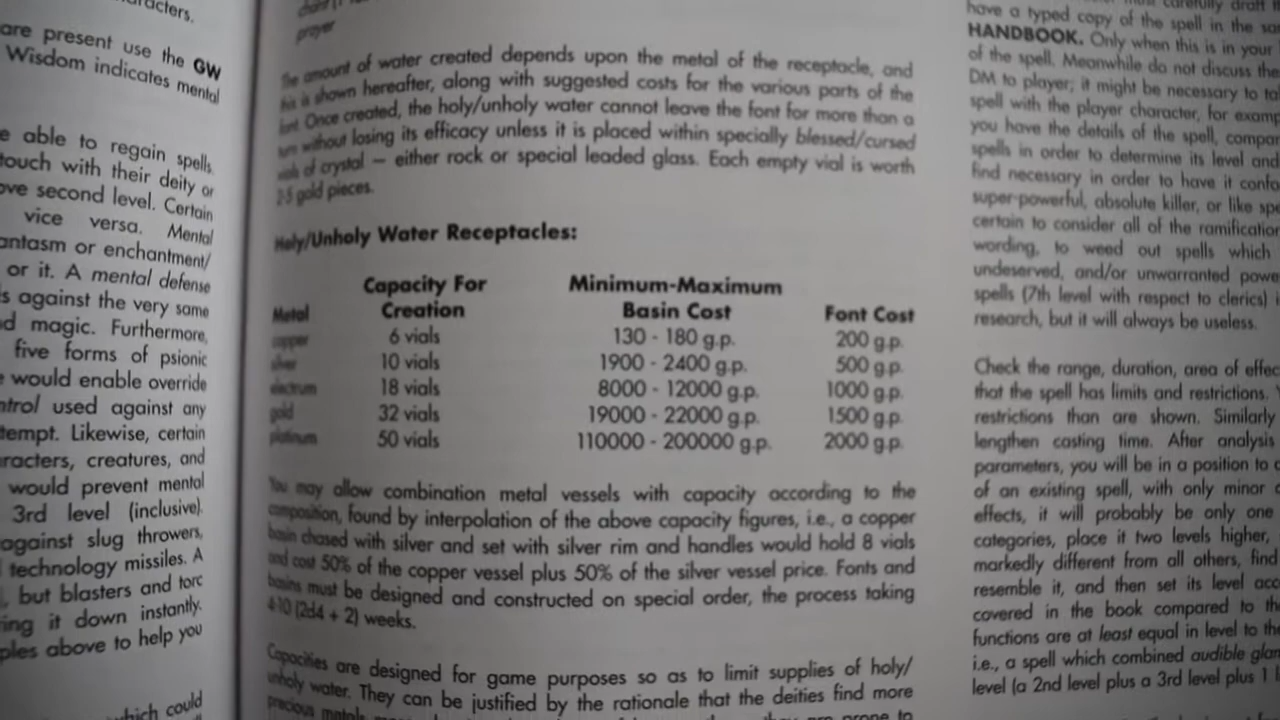 characters.
are present use the GW
Wisdom indicates mental
e able to regain spells
touch with their deity or
ove second level. Certain
vice versa. Mental
antasm or enchantment/
or it. A mental defense
s against the very same
d magic. Furthermore,
five forms of psionic
e would enable override
ntrol used against any
tempt. Likewise, certain
racters, creatures, and
would prevent mental
3rd level (inclusive).
against slug throwers,
technology missiles. A
, but blasters and torc
ing it down instantly.
ples above to help you
which could
prayer
The amount of water created depends upon the metal of the receptacle, and
this is shown hereafter, along with suggested costs for the various parts of the
font. Once created, the holy/unholy water cannot leave the font for more than a
turn without losing its efficacy unless it is placed within specially blessed/cursed
vials of crystal — either rock or special leaded glass. Each empty vial is worth
2-5 gold pieces.
Holy/Unholy Water Receptacles:
Capacity For Minimum-Maximum
Metal Creation Basin Cost Font Cost
copper 6 vials 130 - 180 g.p. 200 g.p.
silver 10 vials 1900 - 2400 g.p. 500 g.p.
electrum 18 vials 8000 - 12000 g.p. 1000 g.p.
gold 32 vials 19000 - 22000 g.p. 1500 g.p.
platinum 50 vials 110000 - 200000 g.p. 2000 g.p.
You may allow combination metal vessels with capacity according to the
composition, found by interpolation of the above capacity figures, i.e., a copper
basin chased with silver and set with silver rim and handles would hold 8 vials
and cost 50% of the copper vessel plus 50% of the silver vessel price. Fonts and
basins must be designed and constructed on special order, the process taking
4-10 (2d4 + 2) weeks.
Capacities are designed for game purposes so as to limit supplies of holy/
unholy water. They can be justified by the rationale that the deities find more
precious metals prone to
carefully draft
have a typed copy of the spell in the
HANDBOOK. Only when this is in your
of the spell. Meanwhile do not discuss the
DM to player; it might be necessary to
spell with the player character, for examp
you have the details of the spell, compar
spells in order to determine its level and
find necessary in order to have it confo
super-powerful, absolute killer, or like spe
certain to consider all of the ramification
wording, to weed out spells which
undeserved, and/or unwarranted powe
spells (7th level with respect to clerics)
research, but it will always be useless.
Check the range, duration, area of effec
that the spell has limits and restrictions.
restrictions than are shown. Similarly
lengthen casting time. After analysis
parameters, you will be in a position to
of an existing spell, with only minor
effects, it will probably be only one
categories, place it two levels higher,
markedly different from all others, find
resemble it, and then set its level acc
covered in the book compared to th
functions are at least equal in level to the
i.e., a spell which combined audible glam
level (a 2nd level plus a 3rd level plus 1